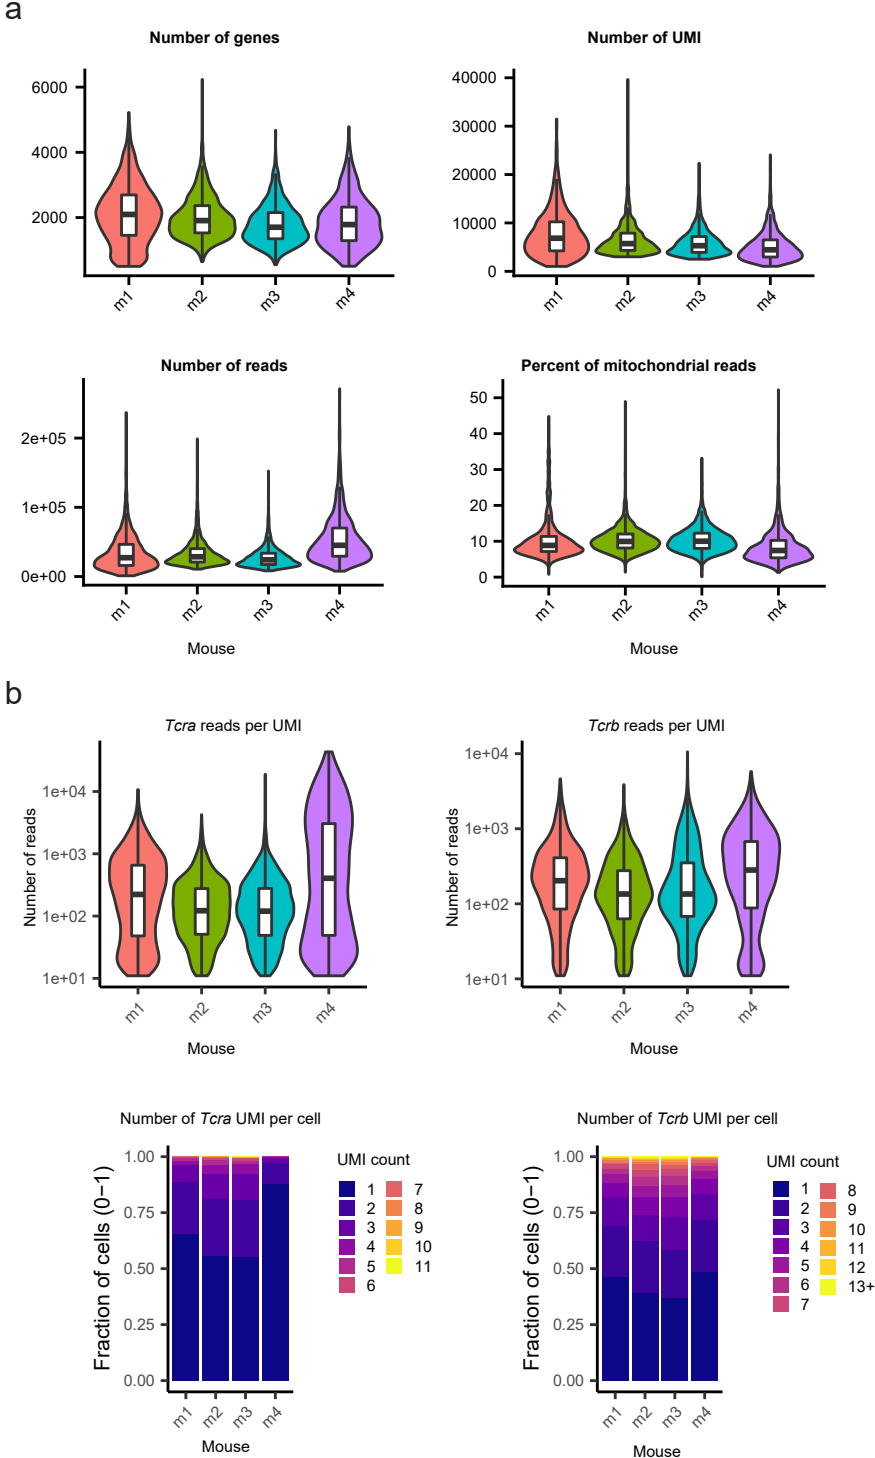 a
Number of genes
6000
4000
2000
m1 m2 m3 m4
Number of UMI
40000
30000
20000
10000
0
m1 m2 m3 m4
Number of reads
2e+05
1e+05
0e+00
m1 m2 m3 m4
Mouse
Percent of mitochondrial reads
50
40
30
20
10
0
m1 m2 m3 m4
Mouse
b
Tcra reads per UMI
Number of reads
1e+04
1e+03
1e+02
1e+01
m1 m2 m3 m4
Mouse
Tcrb reads per UMI
Number of reads
1e+04
1e+03
1e+02
1e+01
m1 m2 m3 m4
Mouse
Number of Tcra UMI per cell
Fraction of cells (0−1)
1.00
0.75
0.50
0.25
0.00
m1 m2 m3 m4
Mouse
UMI count
1 7
2 8
3 9
4 10
5 11
6
Number of Tcrb UMI per cell
Fraction of cells (0−1)
1.00
0.75
0.50
0.25
0.00
m1 m2 m3 m4
Mouse
UMI count
1 8
2 9
3 10
4 11
5 12
6 13+
7